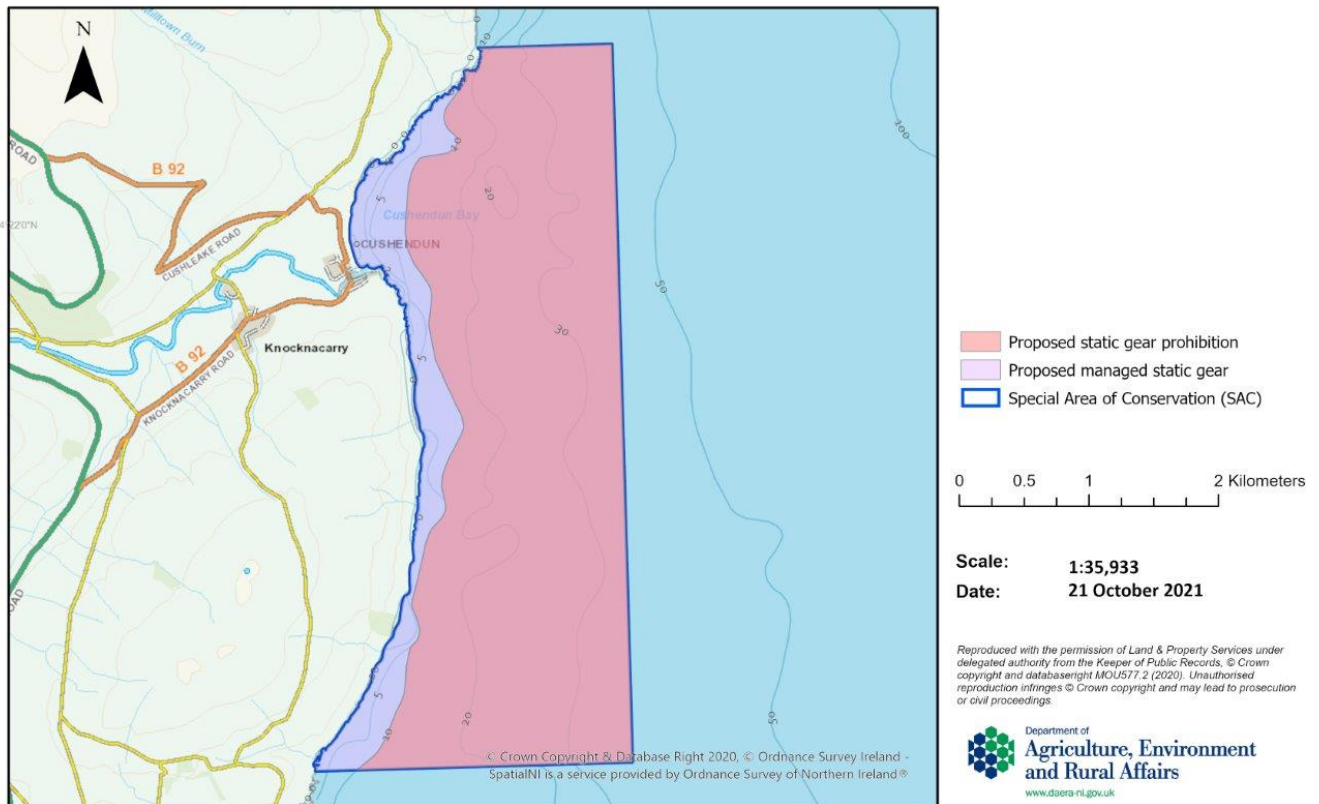 N
Milltown Burn
ROAD
B 92
100
10
5
20
Cushendun Bay
4°22'0"N
CUSHENDUN
CUSHLEAKE ROAD
50
30
5
0
Knocknacarry
B 92
KNOCKNACARRY ROAD
0
5
10
20
50
© Crown Copyright & Database Right 2020, © Ordnance Survey Ireland -
SpatialNI is a service provided by Ordnance Survey of Northern Ireland®
Proposed static gear prohibition
Proposed managed static gear
Special Area of Conservation (SAC)
0 0.5 1 2 Kilometers
Scale: 1:35,933
Date: 21 October 2021
Reproduced with the permission of Land & Property Services under
delegated authority from the Keeper of Public Records, © Crown
copyright and databaseright MOU577.2 (2020). Unauthorised
reproduction infringes © Crown copyright and may lead to prosecution
or civil proceedings.
Department of
Agriculture, Environment
and Rural Affairs
www.daera-ni.gov.uk